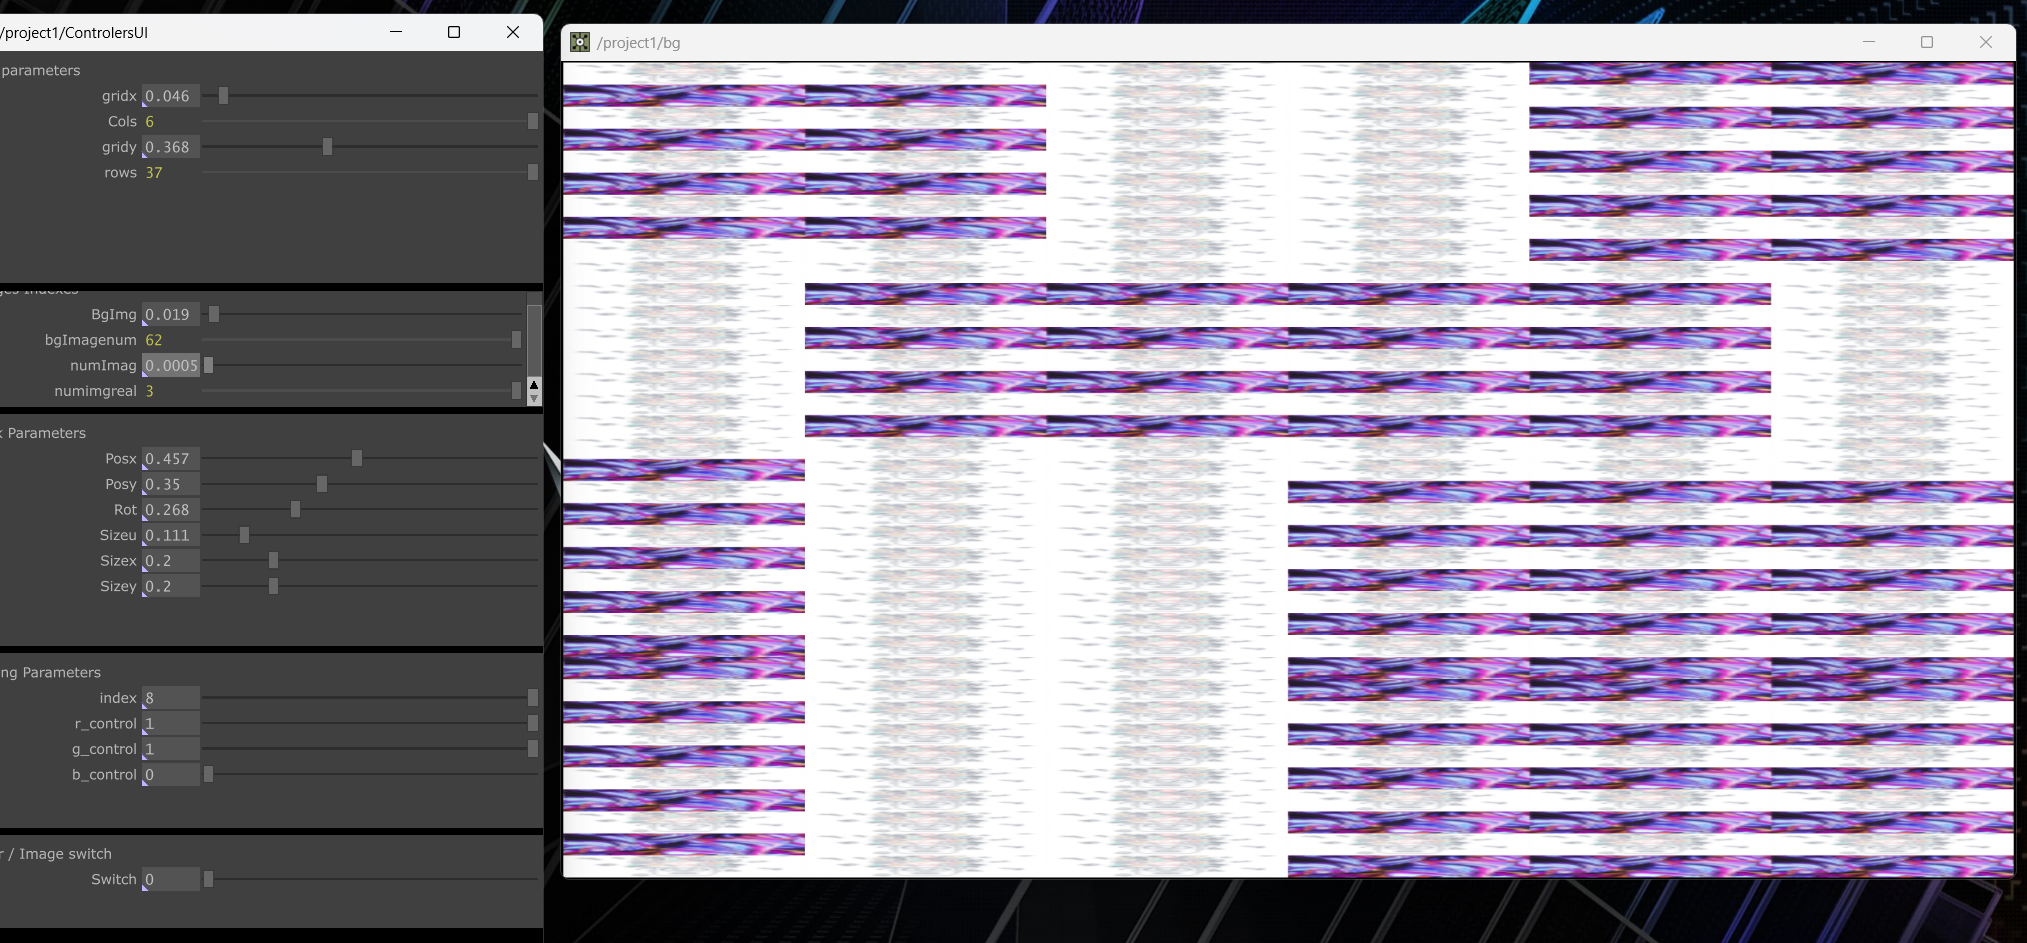 /project1/ControlersUI
parameters
gridx 0.046
Cols 6
gridy 0.368
rows 37
Indexes
BgImg 0.019
bgImagenum 62
numImag 0.0005
numimgreal 3
Parameters
Posx 0.457
Posy 0.35
Rot 0.268
Sizeu 0.111
Sizex 0.2
Sizey 0.2
ng Parameters
index 8
r_control 1
g_control 1
b_control 0
r / Image switch
Switch 0
/project1/bg